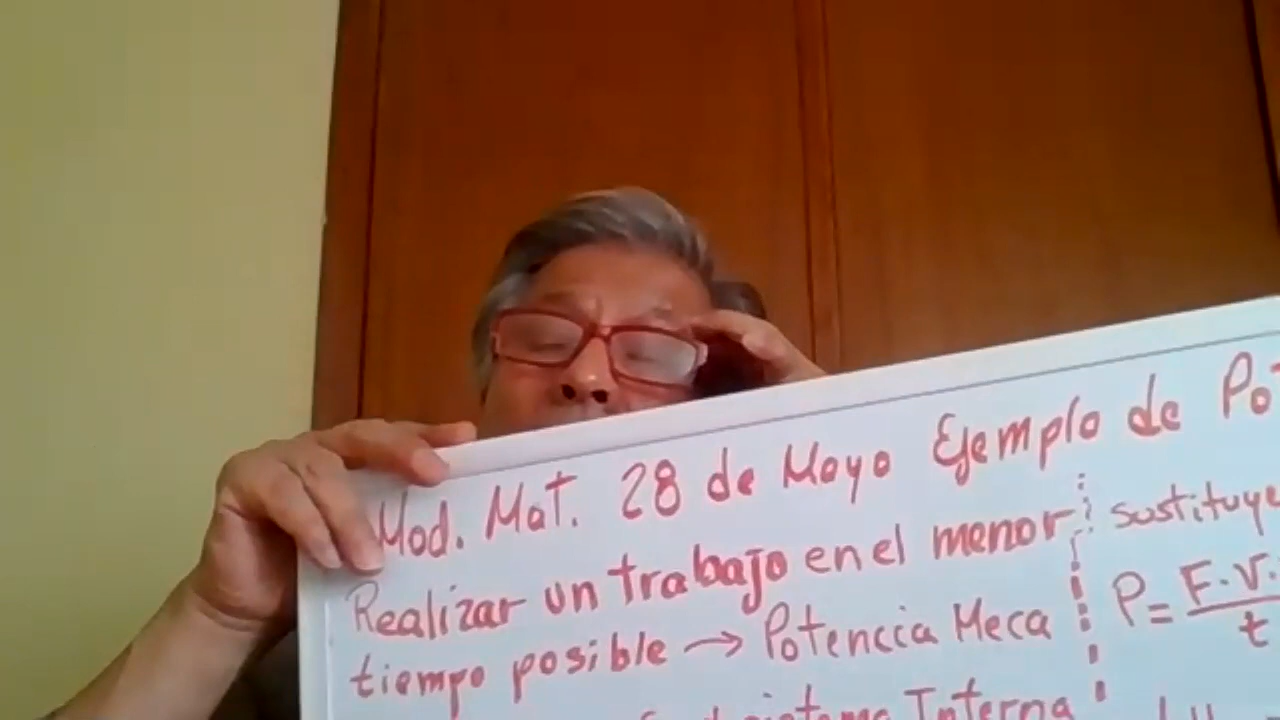 Mod. Mat. 28 de Mayo Ejemplo de Po
Realizar un trabajo en el menor
tiempo posible → Potencia Meca
sistema Interna
sustituye
P = F.V.
t